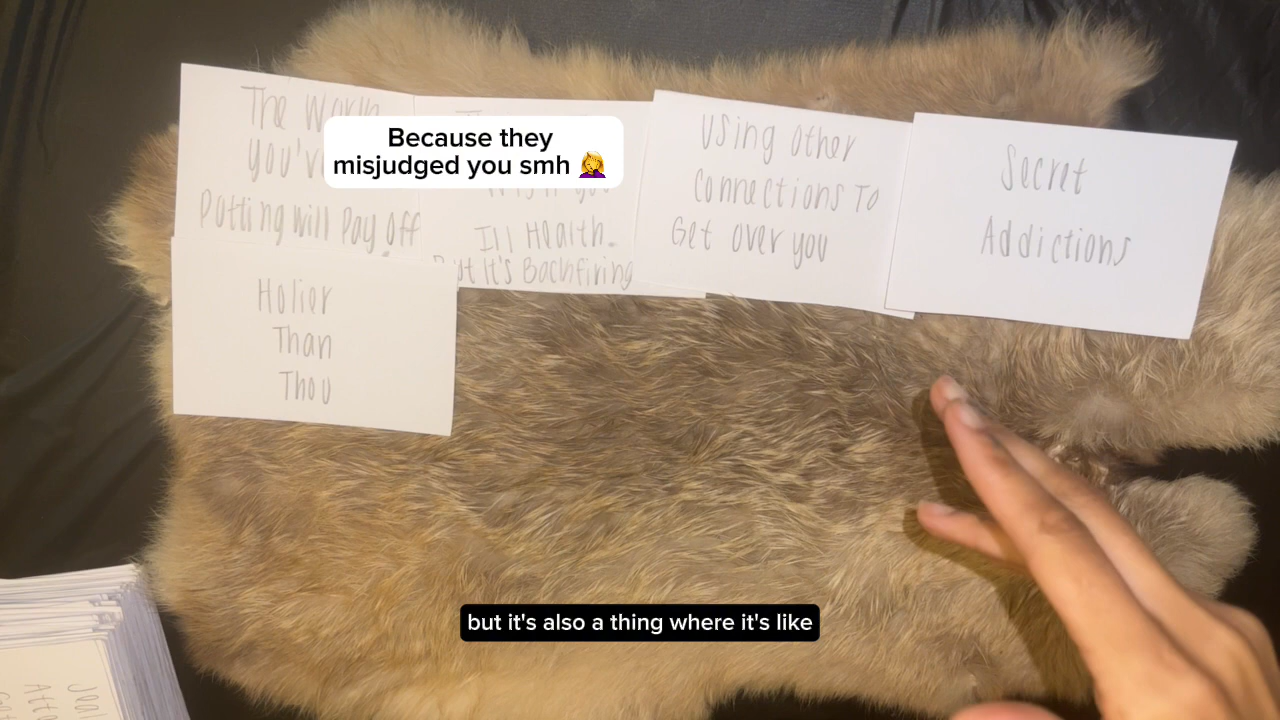 The Work
you've
Putting Will Pay Off
Because they
misjudged you smh 🤦‍♀️
Ill Health.
But It's Backfiring
Using Other
Connections To
Get Over you
Secret
Addictions
Holier
Than
Thou
but it's also a thing where it's like